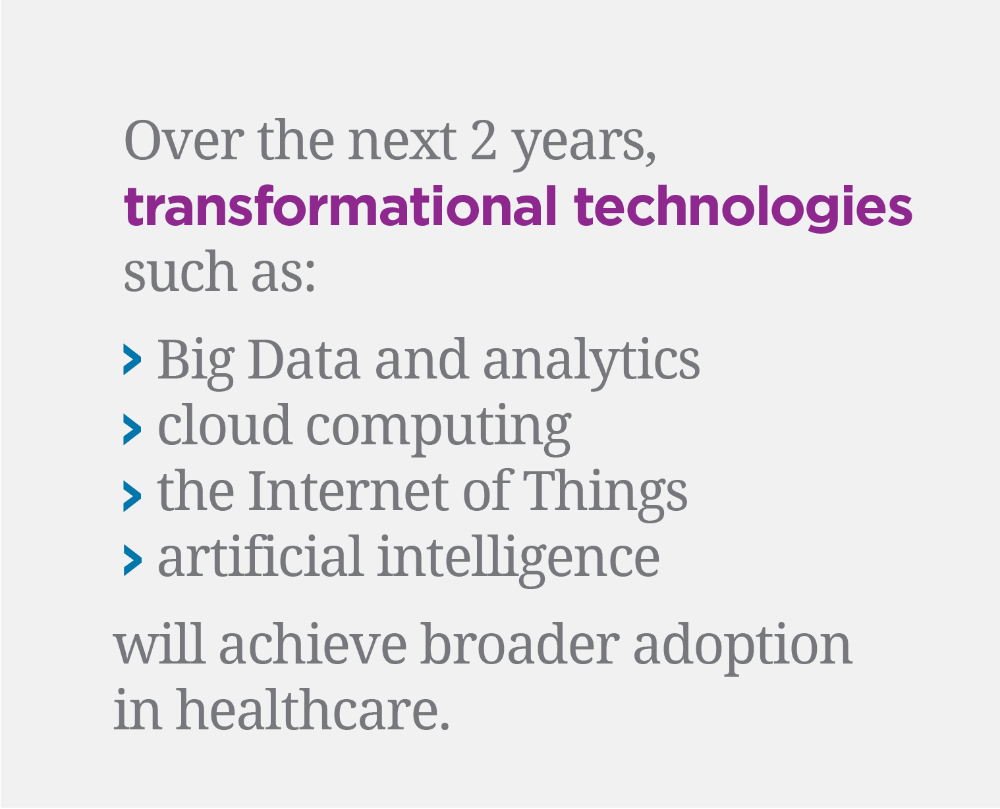 Over the next 2 years,
transformational technologies
such as:
> Big Data and analytics
> cloud computing
> the Internet of Things
> artificial intelligence
will achieve broader adoption
in healthcare.